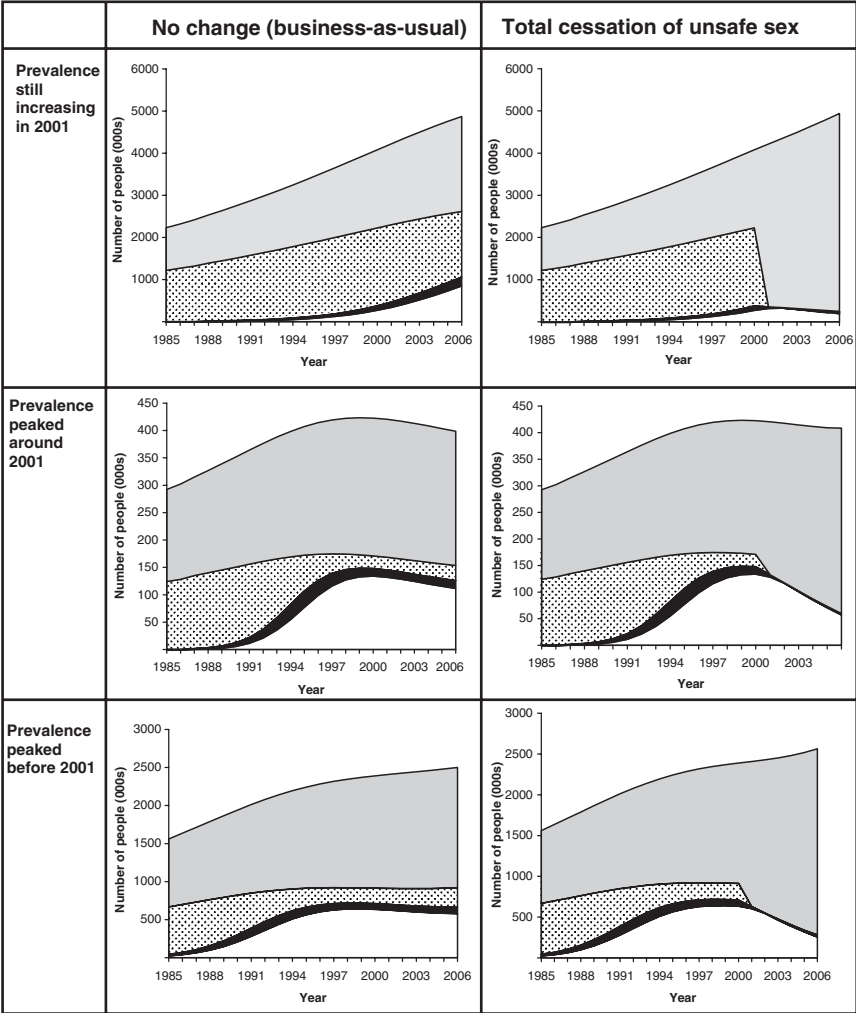 No change (business-as-usual)
Total cessation of unsafe sex
Prevalence
still
increasing
in 2001
Number of people (000s)
6000
5000
4000
3000
2000
1000
1985 1988 1991 1994 1997 2000 2003 2006
Year
Number of people (000s)
6000
5000
4000
3000
2000
1000
1985 1988 1991 1994 1997 2000 2003 2006
Year
Prevalence
peaked
around
2001
Number of people (000s)
450
400
350
300
250
200
150
100
50
1985 1988 1991 1994 1997 2000 2003 2006
Year
Number of people (000s)
450
400
350
300
250
200
150
100
50
1985 1988 1991 1994 1997 2000 2003
Year
Prevalence
peaked
before 2001
Number of people (000s)
3000
2500
2000
1500
1000
500
1985 1988 1991 1994 1997 2000 2003 2006
Year
Number of people (000s)
3000
2500
2000
1500
1000
500
1985 1988 1991 1994 1997 2000 2003 2006
Year